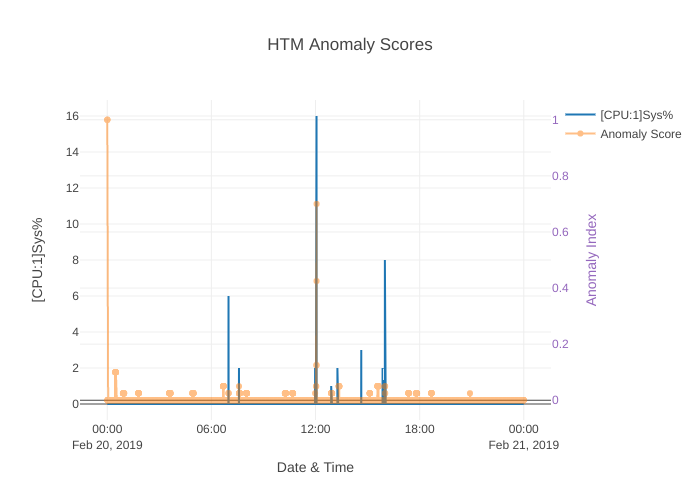 HTM Anomaly Scores
[CPU:1]Sys%
Anomaly Score
16
14
12
10
8
6
4
2
0
1
0.8
0.6
0.4
0.2
0
[CPU:1]Sys%
Anomaly Index
00:00
06:00
12:00
18:00
00:00
Feb 20, 2019
Feb 21, 2019
Date & Time